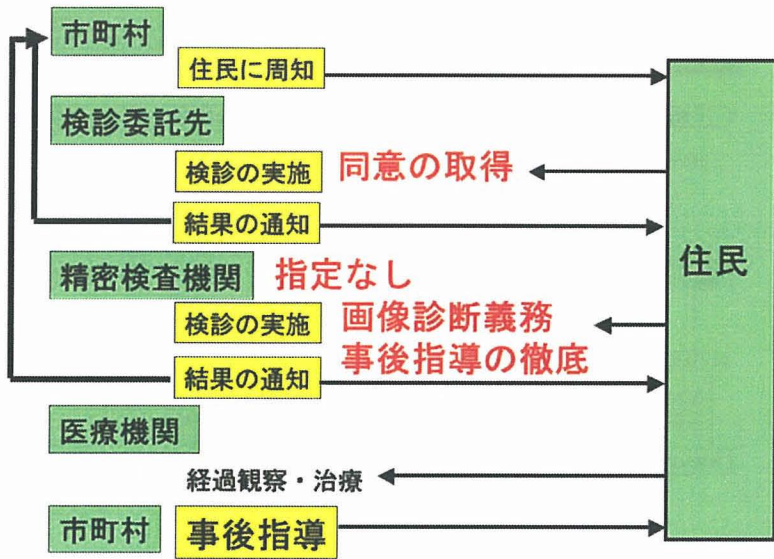 市町村
住民に周知
検診委託先
検診の実施 同意の取得
結果の通知
住民
精密検査機関 指定なし
検診の実施 画像診断義務
事後指導の徹底
結果の通知
医療機関
経過観察・治療
市町村 事後指導